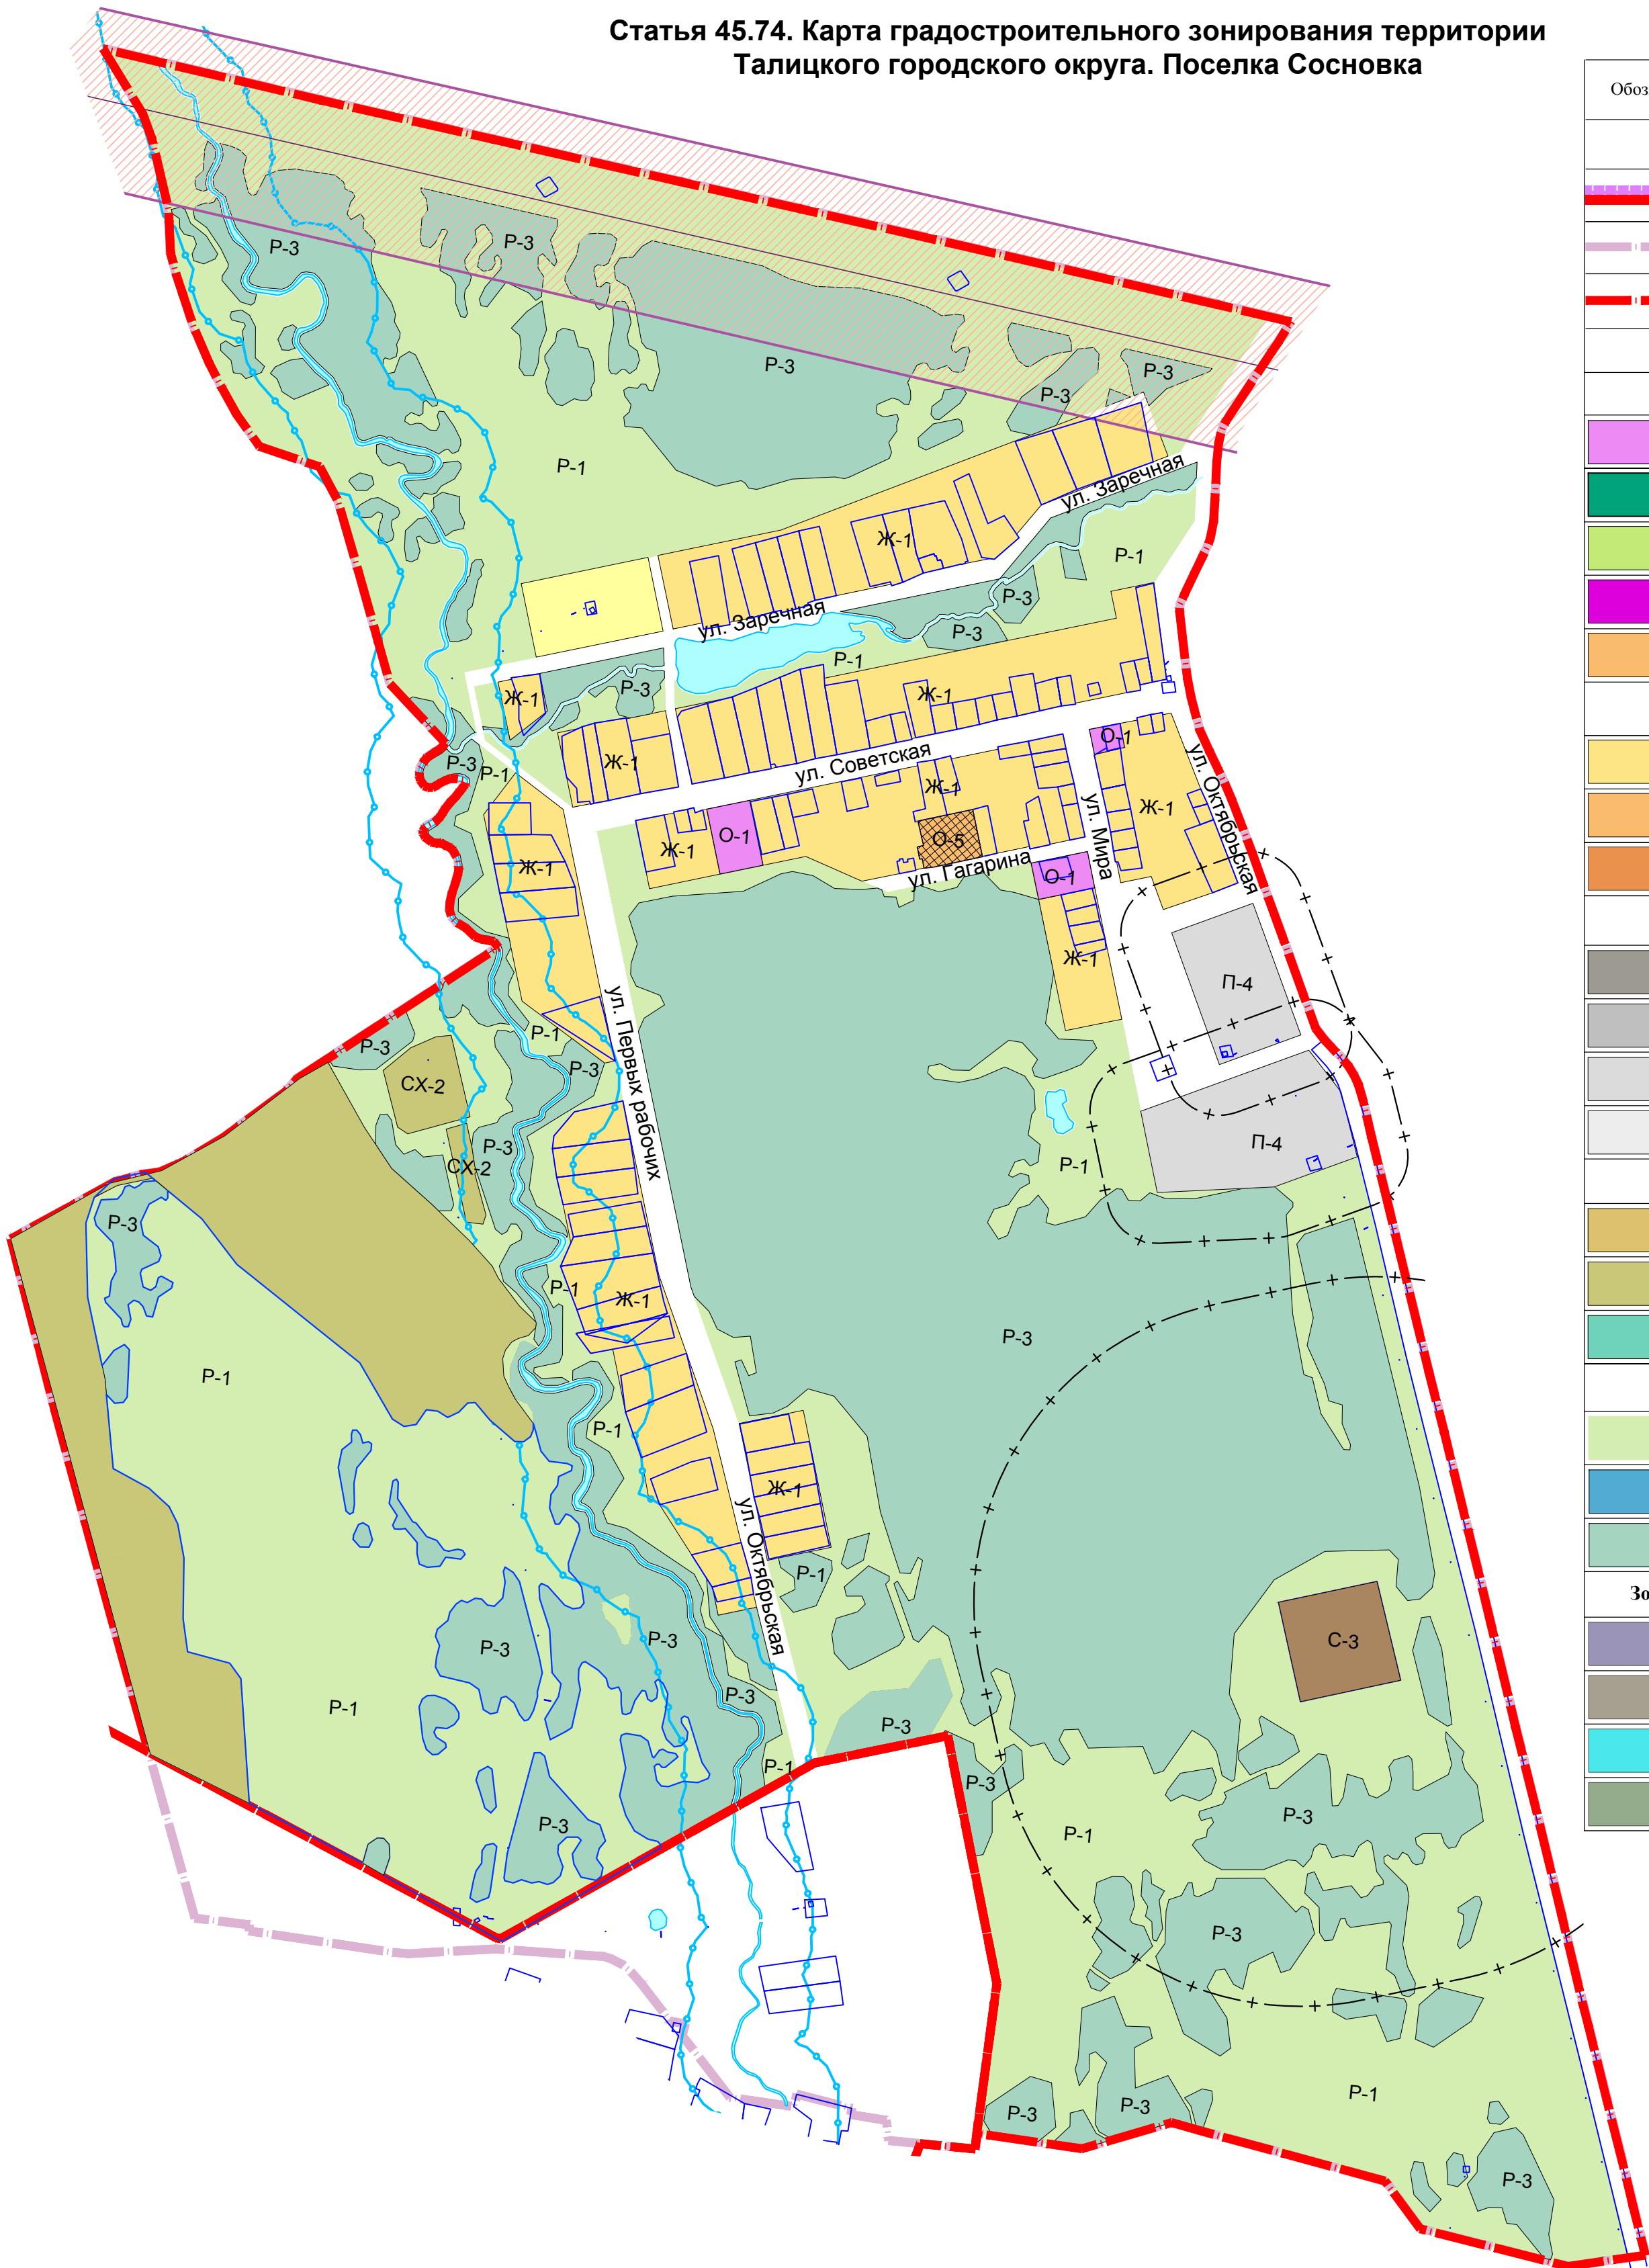 Статья 45.74. Карта градостроительного зонирования территории
Талицкого городского округа. Поселка Сосновка
Обоз
Р-3
Р-3
Р-3
Р-3
Р-3
Р-1
ул. Заречная
Ж-1
Р-1
Р-3
ул. Заречная
Р-3
Р-1
Р-3
Ж-1
Ж-1
О-1
ул. Советская
Ж-1
Р-3
Р-1
Ж-1
ул. Октябрьская
ул. Мира
Ж-1
О-1
О-5
Ж-1
Ж-1
ул. Гагарина
О-1
Ж-1
П-4
ул. Первых рабочих
Р-1
Р-3
Р-3
СХ-2
П-4
Р-3
СХ-2
Р-1
Р-3
Р-1
Ж-1
Р-3
Р-1
Р-1
Ж-1
ул. Октябрьская
Р-1
Зо
Р-3
Р-3
С-3
Р-3
Р-1
Р-3
Р-1
Р-3
Р-3
Р-3
Р-1
Р-3
Р-1
Р-3
Р-3
Р-3